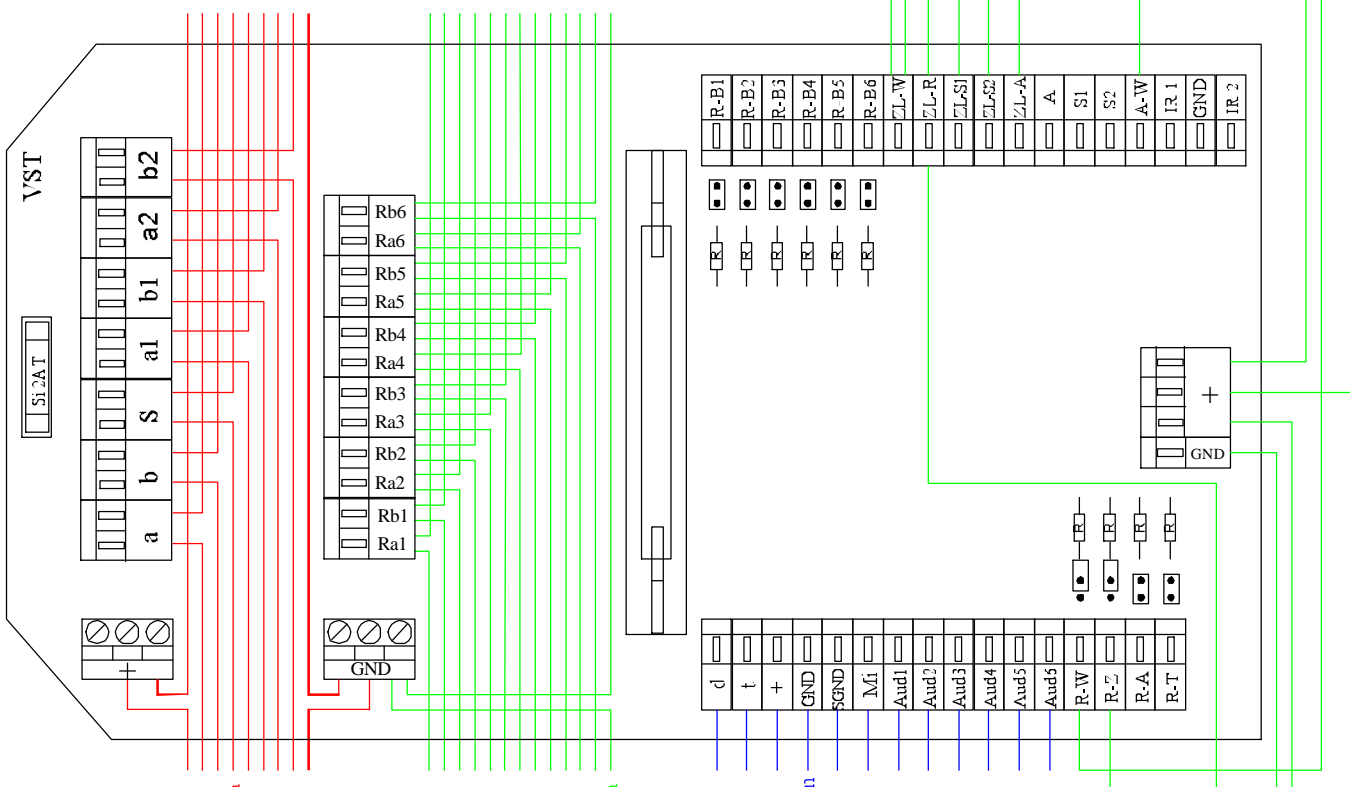 VST
Si 2A T
b2
a2
b1
a1
S
b
a
+
Rb6
Ra6
Rb5
Ra5
Rb4
Ra4
Rb3
Ra3
Rb2
Ra2
Rb1
Ra1
GND
R-B1
R-B2
R-B3
R-B4
R-B5
R-B6
ZL-W
ZL-R
ZL-S1
ZL-S2
ZL-A
A
S1
S2
A-W
IR 1
GND
IR 2
R
R
R
R
R
R
+
GND
R
R
R
R
d
t
+
GND
SGND
Mi
Aud1
Aud2
Aud3
Aud4
Aud5
Aud6
R-W
R-Z
R-A
R-T